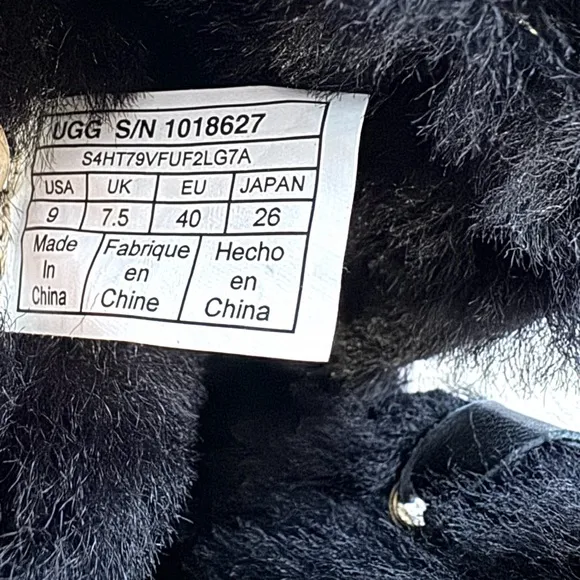 UGG S/N 1018627
S4HT79VFUF2LG7A
USA UK EU JAPAN
9 7.5 40 26
Made In China
Fabrique en Chine
Hecho en China